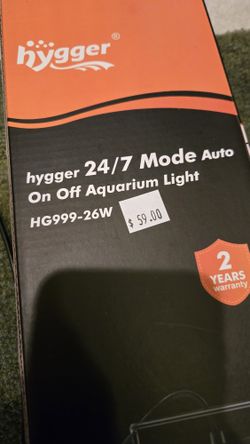 hygger®
hygger 24/7 Mode Auto
On Off Aquarium Light
HG999-26W
$ 59.00
2
YEARS
warranty